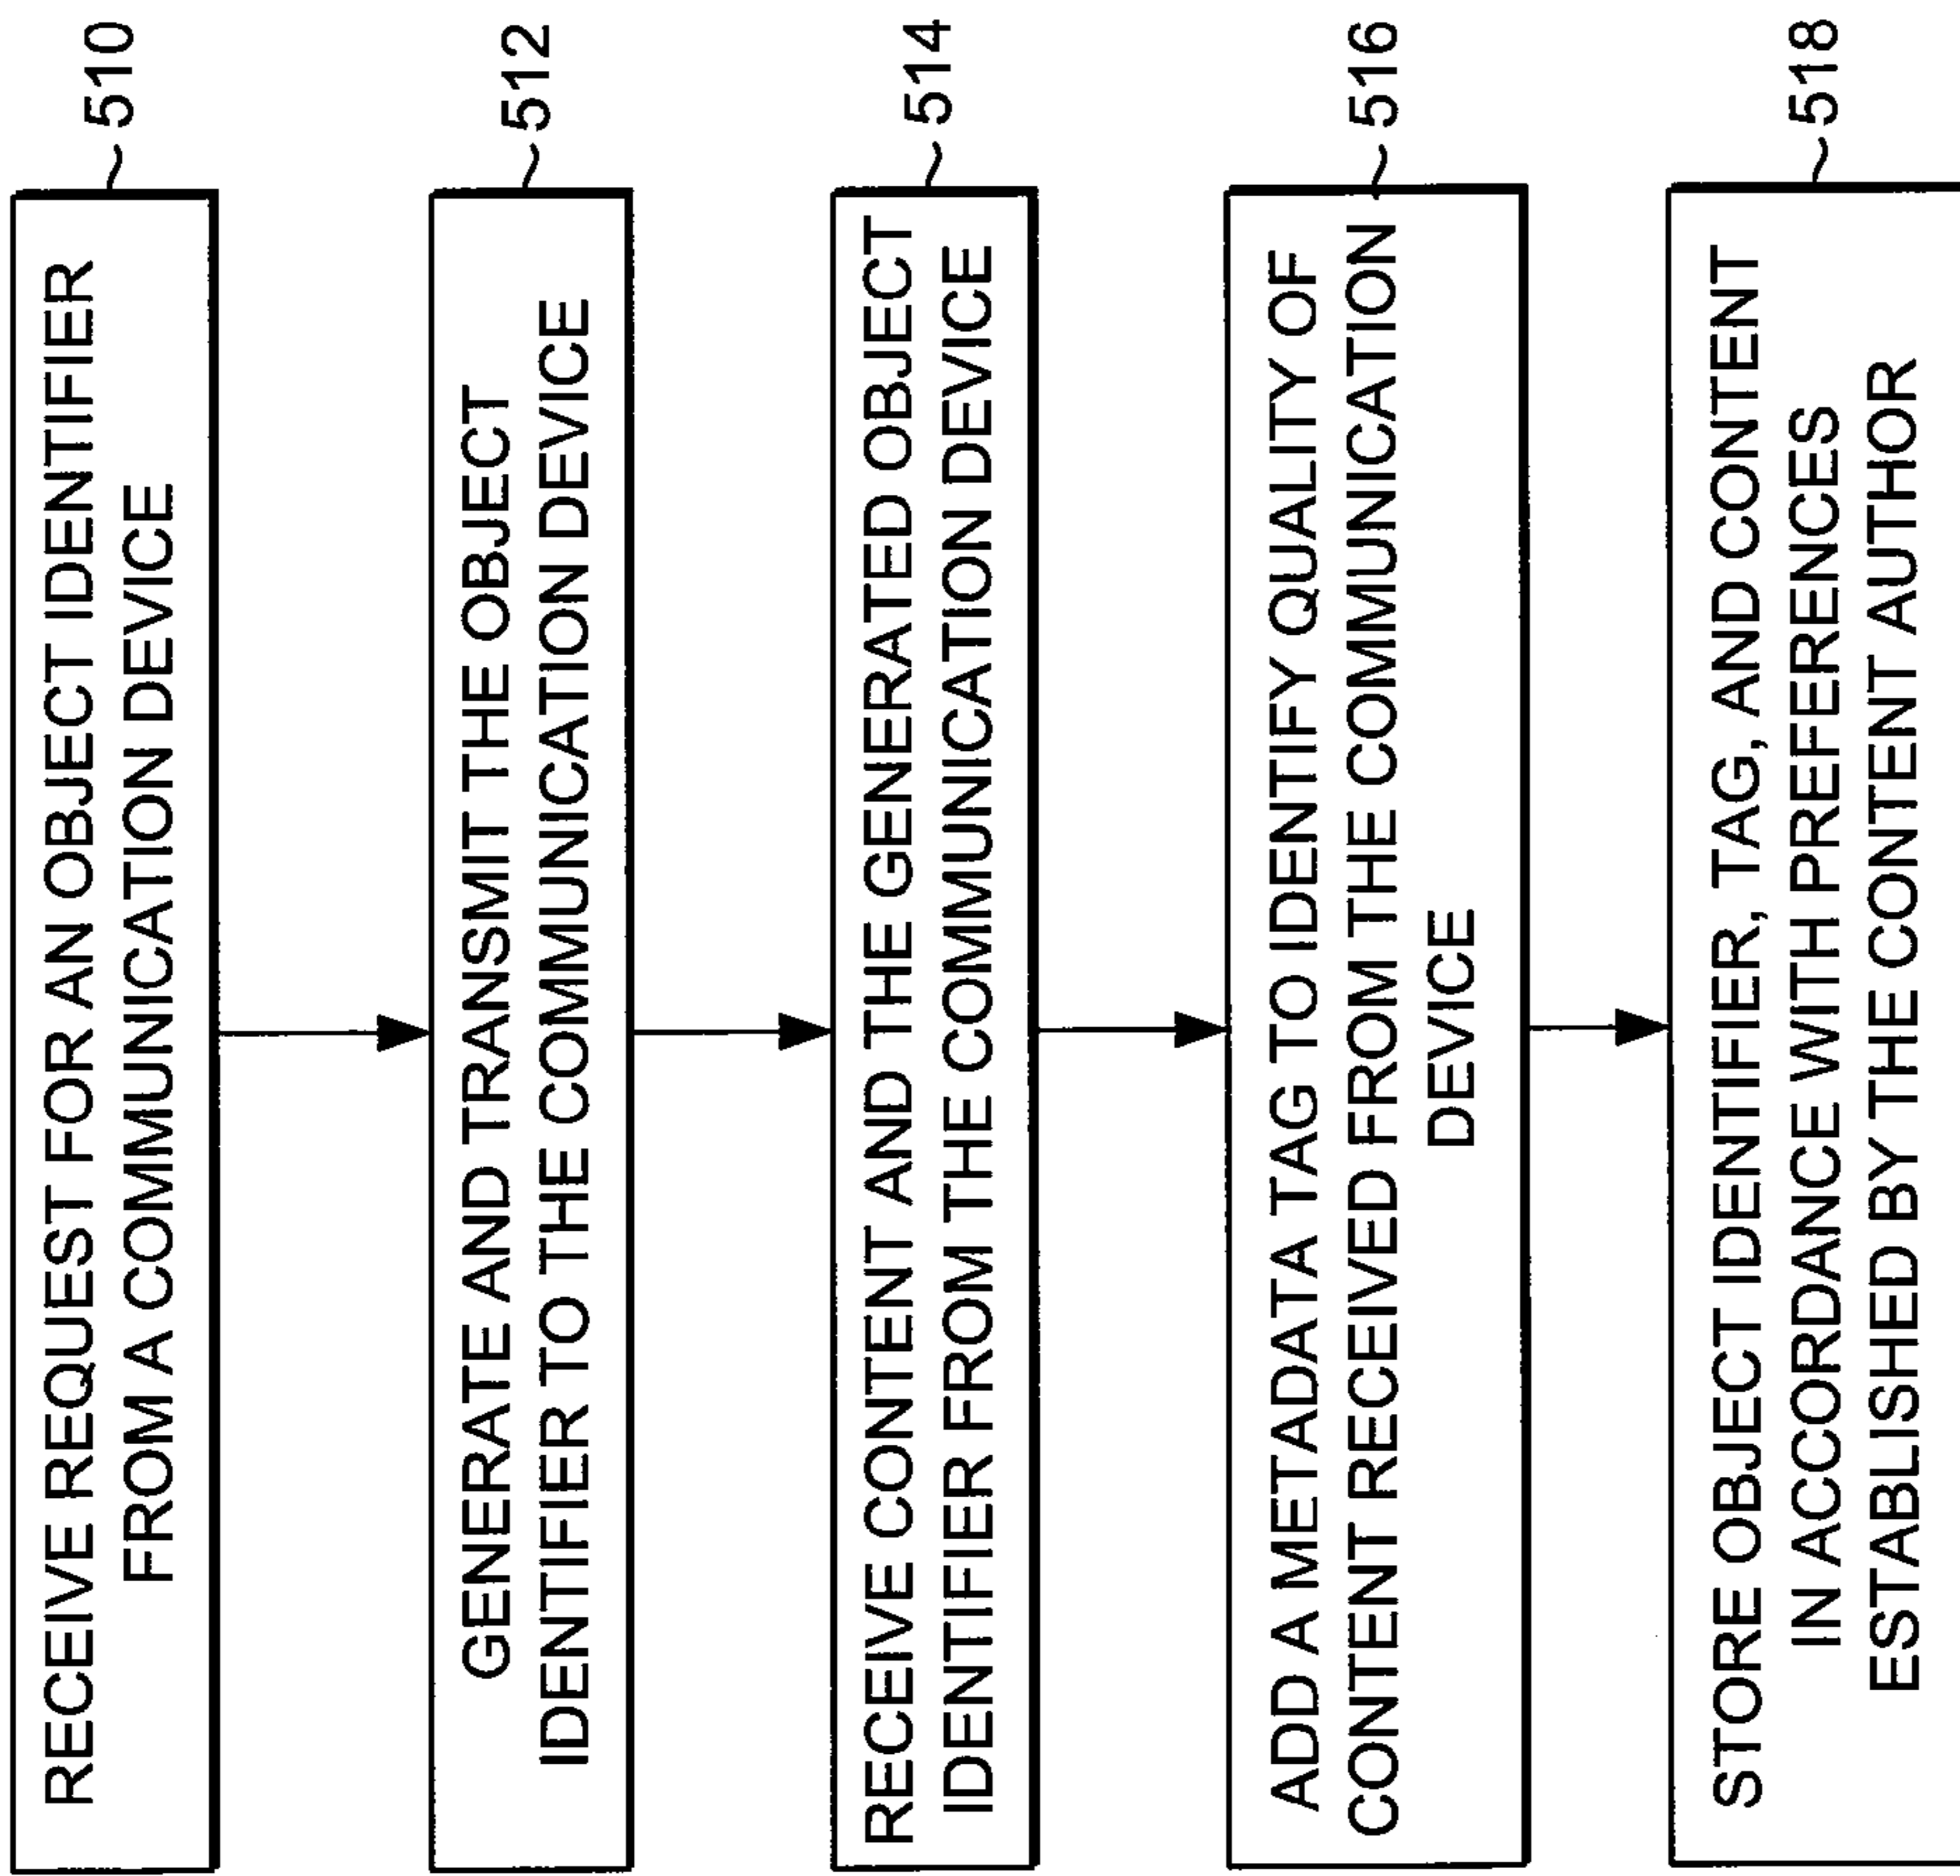 RECEIVE REQUEST FOR AN OBJECT IDENTIFIER
FROM A COMMUNICATION DEVICE
510
GENERATE AND TRANSMIT THE OBJECT
IDENTIFIER TO THE COMMUNICATION DEVICE
512
RECEIVE CONTENT AND THE GENERATED OBJECT
IDENTIFIER FROM THE COMMUNICATION DEVICE
514
ADD A METADATA TAG TO IDENTIFY QUALITY OF
CONTENT RECEIVED FROM THE COMMUNICATION
DEVICE
516
STORE OBJECT IDENTIFIER, TAG, AND CONTENT
IN ACCORDANCE WITH PREFERENCES
ESTABLISHED BY THE CONTENT AUTHOR
518